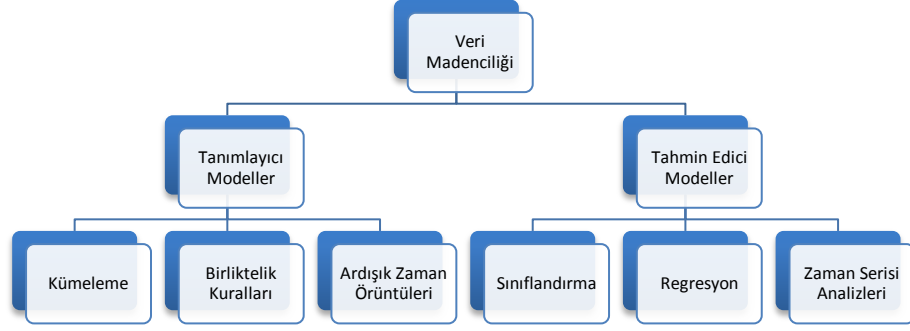 Veri
Madenciliği
Tanımlayıcı
Modeller
Tahmin Edici
Modeller
Kümeleme
Birliktelik
Kuralları
Ardışık Zaman
Örüntüleri
Sınıflandırma
Regresyon
Zaman Serisi
Analizleri